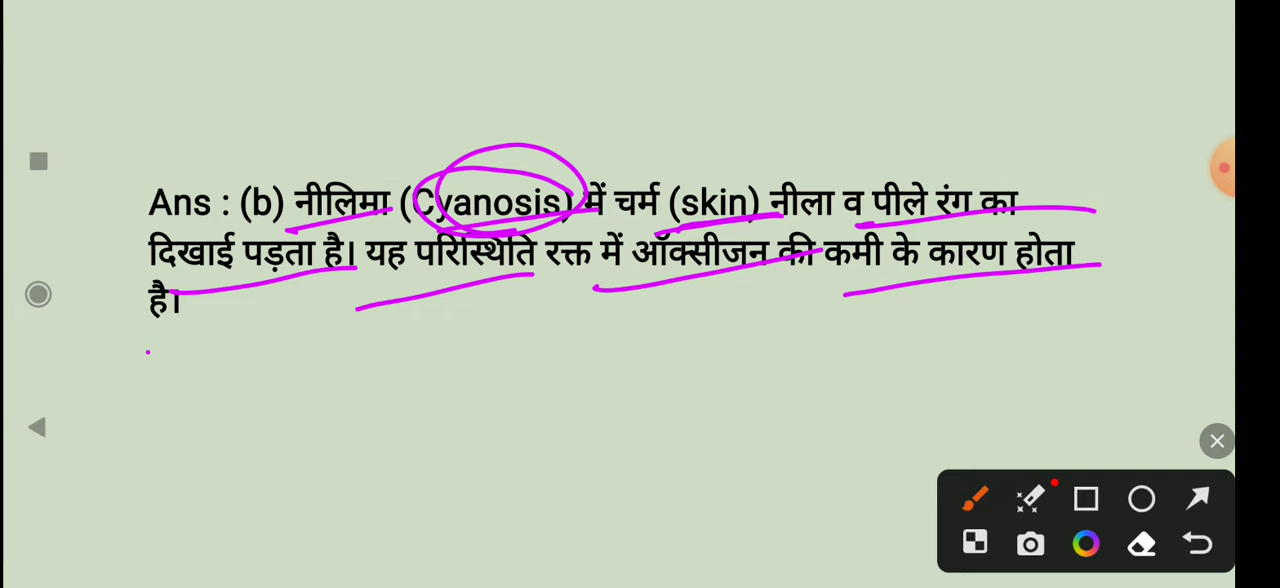 Ans : (b) नीलिमा (Cyanosis) में चर्म (skin) नीला व पीले रंग का
दिखाई पड़ता है। यह परिस्थिति रक्त में ऑक्सीजन की कमी के कारण होता
है।